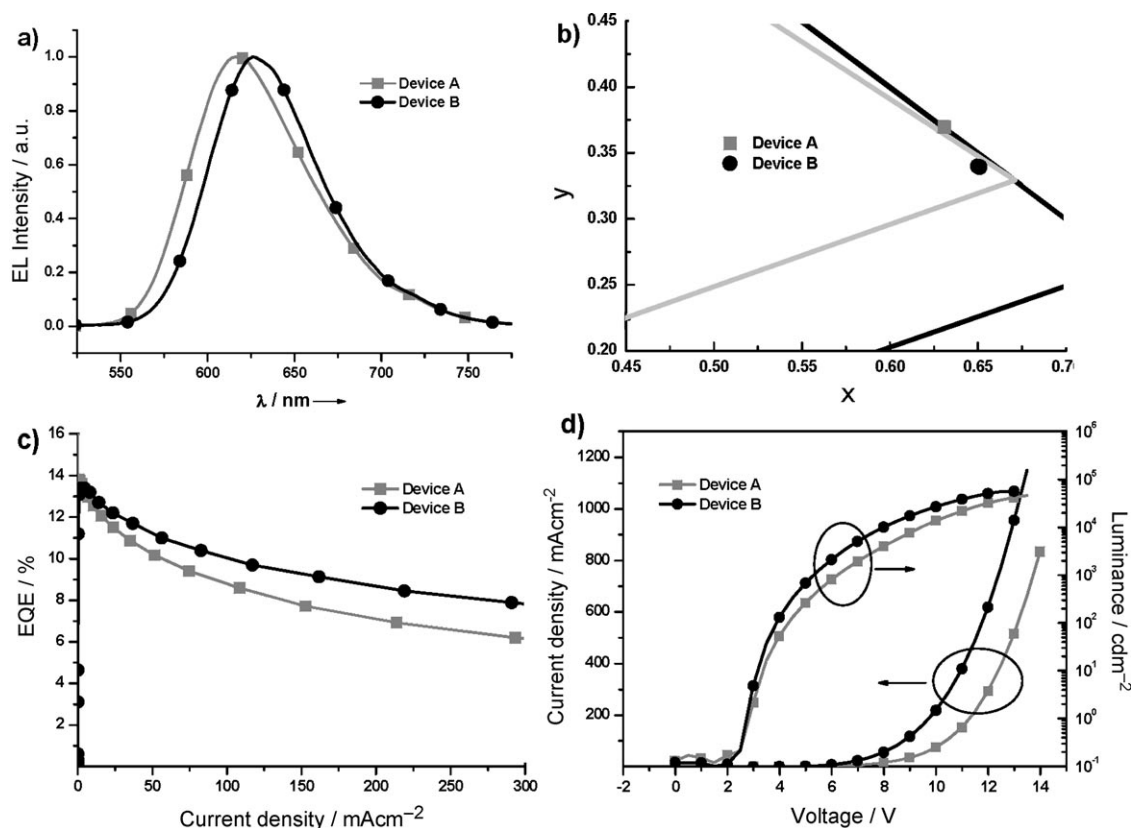 a)
EL Intensity / a.u.
1.0
0.8
0.6
0.4
0.2
0.0
Device A
Device B
550 600 650 700 750
λ / nm
b)
y
0.45
0.40
0.35
0.30
0.25
0.20
Device A
Device B
0.45 0.50 0.55 0.60 0.65 0.70
x
c)
EQE / %
16
14
12
10
8
6
4
2
0
Device A
Device B
0 50 100 150 200 250 300
Current density / mAcm⁻²
d)
Current density / mAcm⁻²
1200
1000
800
600
400
200
Device A
Device B
10⁶
10⁵
10⁴
10³
10²
10¹
10⁰
10⁻¹
Luminance / cdm⁻²
-2 0 2 4 6 8 10 12 14
Voltage / V